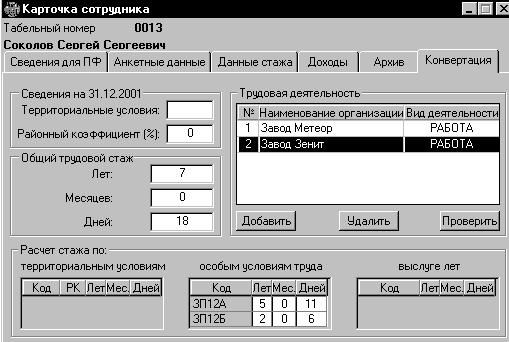 Карточка сотрудника
Табельный номер 0013
Соколов Сергей Сергеевич
Сведения для ПФ Анкетные данные Данные стажа Доходы Архив Конвертация
Сведения на 31.12.2001
Территориальные условия:
Районный коэффициент (%): 0
Общий трудовой стаж
Лет: 7
Месяцев: 0
Дней: 18
Трудовая деятельность
№ Наименование организации Вид деятельности
1 Завод Метеор РАБОТА
2 Завод Зенит РАБОТА
Добавить Удалить Проверить
Расчет стажа по:
территориальным условиям особым условиям труда выслуге лет
Код РК Лет Мес. Дней Код Лет Мес. Дней Код Лет Мес. Дней
ЗП12А 5 0 11
ЗП12Б 2 0 6